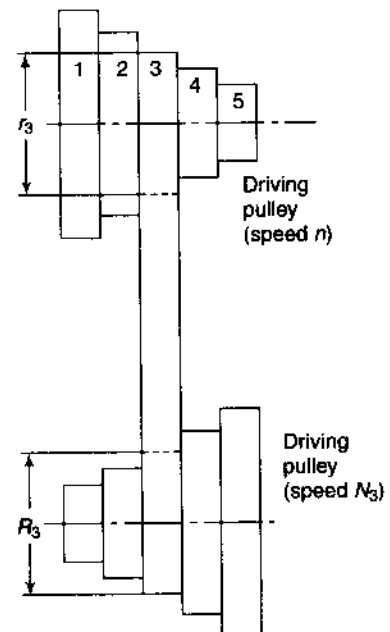 1 2 3 4 5
r3
Driving
pulley
(speed n)
Driving
pulley
(speed N3)
R3